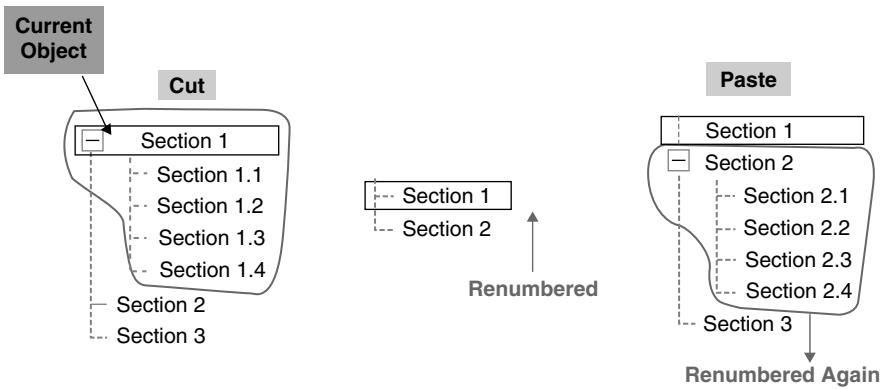 Current
Object
Cut
Section 1
Section 1.1
Section 1.2
Section 1.3
Section 1.4
Section 2
Section 3
Section 1
Section 2
Renumbered
Paste
Section 1
Section 2
Section 2.1
Section 2.2
Section 2.3
Section 2.4
Section 3
Renumbered Again